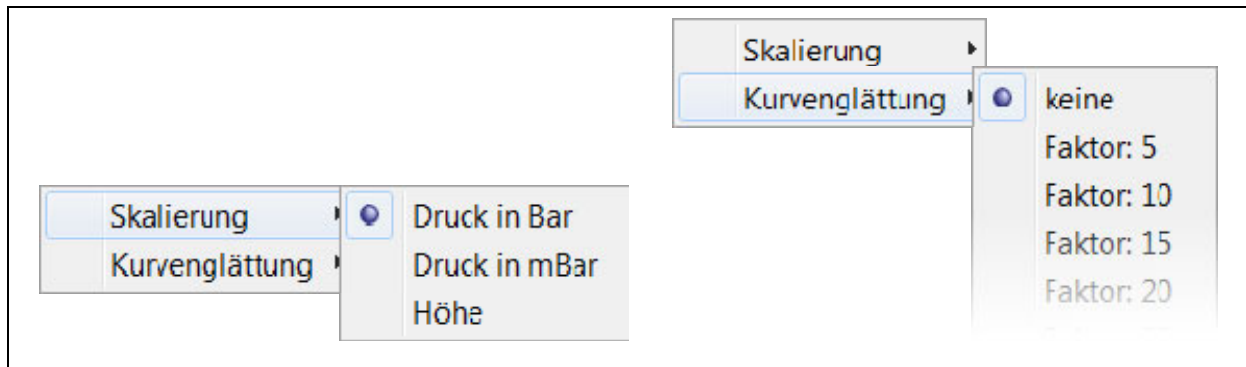 Skalierung
Kurvenglättung
Druck in Bar
Druck in mBar
Höhe
Skalierung
Kurvenglättung
keine
Faktor: 5
Faktor: 10
Faktor: 15
Faktor: 20